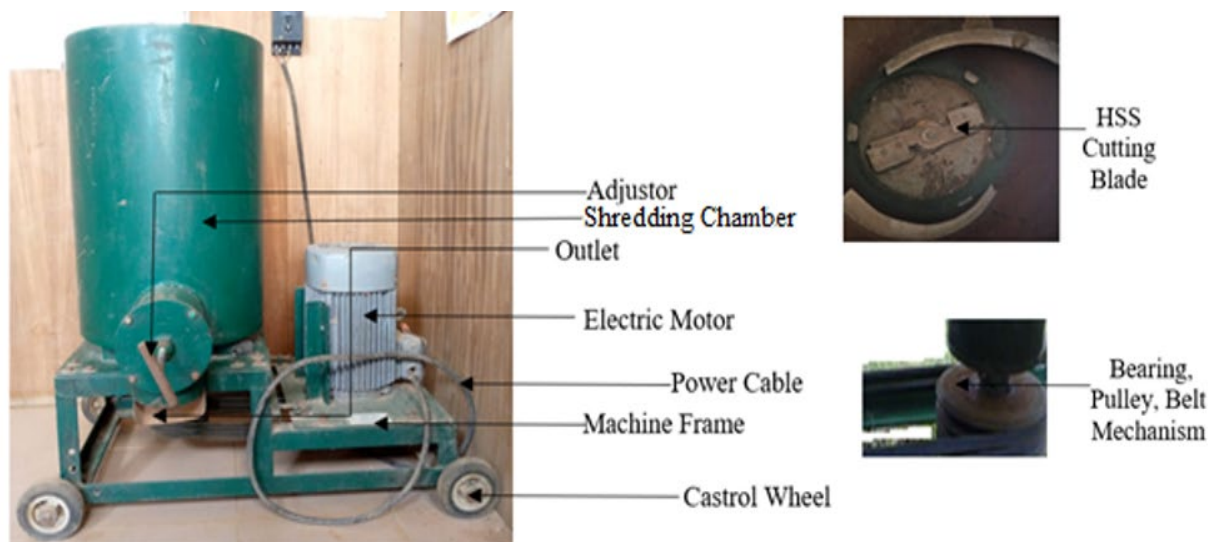 Adjustor
Shredding Chamber
Outlet
Electric Motor
Power Cable
Machine Frame
Castrol Wheel
HSS
Cutting
Blade
Bearing,
Pulley, Belt
Mechanism